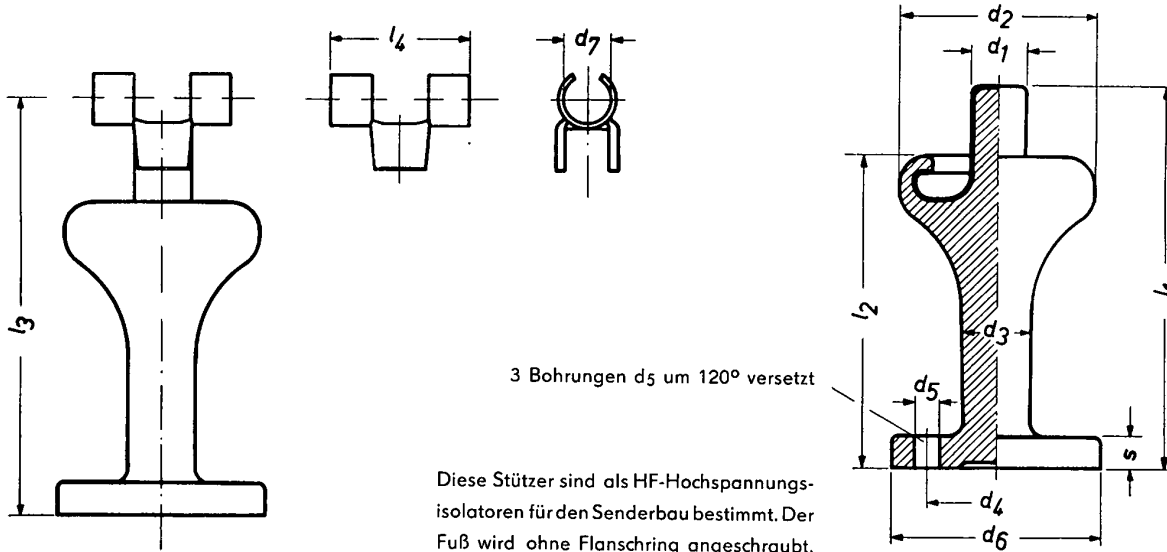 l4
d7
d2
d1
l3
l2
l1
d3
3 Bohrungen d5 um 120° versetzt
d5
s
d4
d6
Diese Stützer sind als HF-Hochspannungs-
isolatoren für den Senderbau bestimmt. Der
Fuß wird ohne Flanschring angeschraubt.